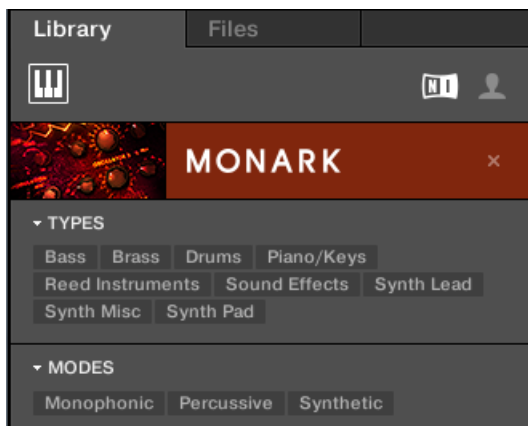 Library Files
NI
MONARK ×
TYPES
Bass Brass Drums Piano/Keys
Reed Instruments Sound Effects Synth Lead
Synth Misc Synth Pad
MODES
Monophonic Percussive Synthetic